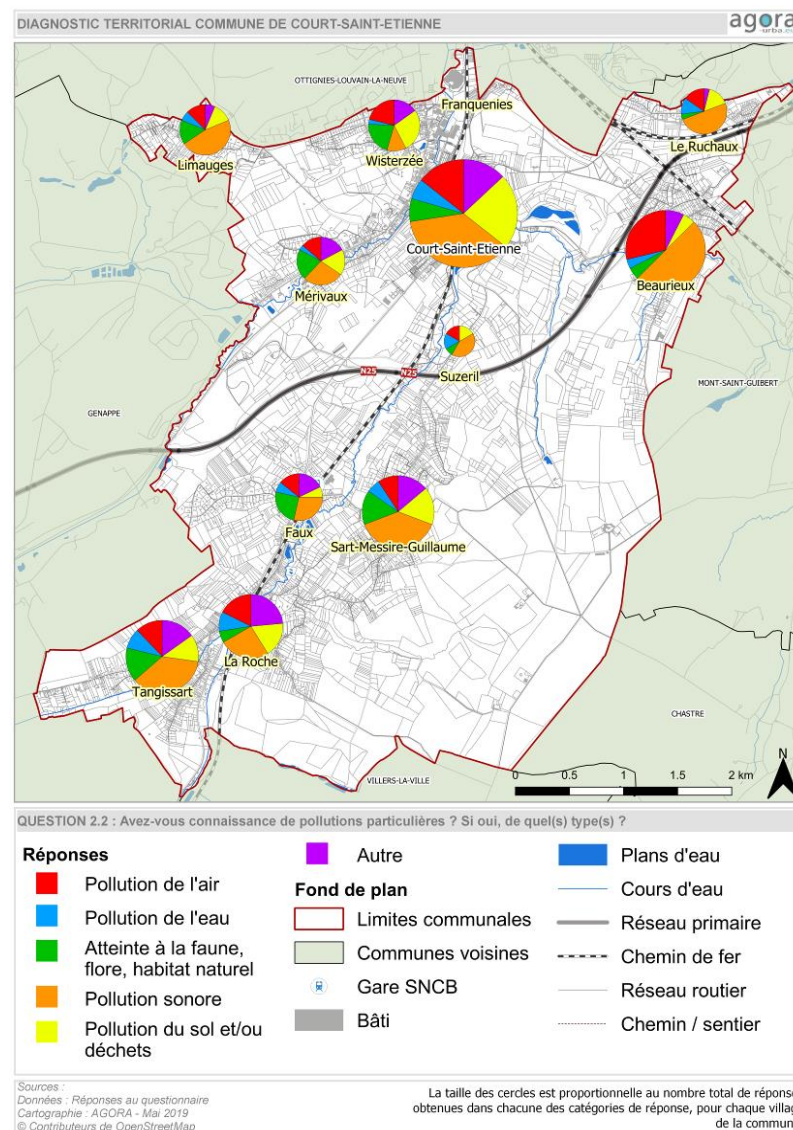 DIAGNOSTIC TERRITORIAL COMMUNE DE COURT-SAINT-ETIENNE
agora
-urba.eu
OTTIGNIES-LOUVAIN-LA-NEUVE
Franquenies
Le Ruchaux
Limauges
Wisterzée
Court-Saint-Etienne
Mérivaux
Beaurieux
Suzeril
N25
N25
MONT-SAINT-GUIBERT
GENAPPE
Faux
Sart-Messire-Guillaume
La Roche
Tangissart
CHASTRE
VILLERS-LA-VILLE
0 0.5 1 1.5 2 km
N
QUESTION 2.2 : Avez-vous connaissance de pollutions particulières ? Si oui, de quel(s) type(s) ?
Réponses
Pollution de l'air
Pollution de l'eau
Atteinte à la faune,
flore, habitat naturel
Pollution sonore
Pollution du sol et/ou
déchets
Autre
Fond de plan
Limites communales
Communes voisines
Gare SNCB
Bâti
Plans d'eau
Cours d'eau
Réseau primaire
Chemin de fer
Réseau routier
Chemin / sentier
Sources :
Données : Réponses au questionnaire
Cartographie : AGORA - Mai 2019
© Contributeurs de OpenStreetMap
La taille des cercles est proportionnelle au nombre total de réponse
obtenues dans chacune des catégories de réponse, pour chaque villag
de la commun